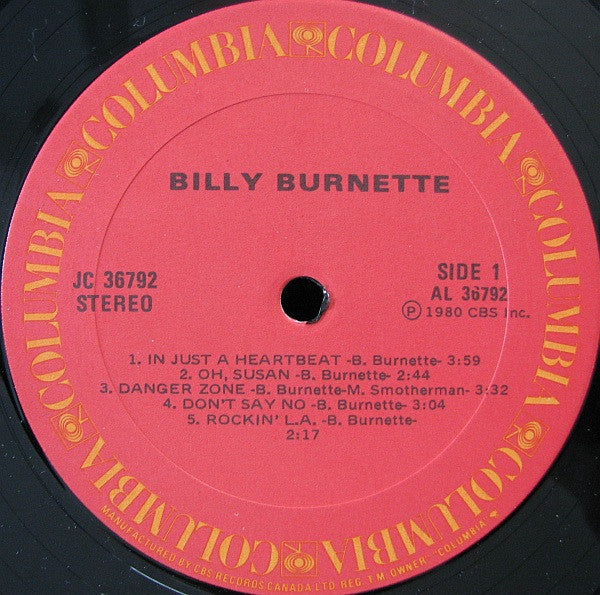 COLUMBIA COLUMBIA COLUMBIA COLUMBIA COLUMBIA COLUMBIA
BILLY BURNETTE
JC 36792
STEREO
SIDE 1
AL 36792
Ⓟ 1980 CBS Inc.
1. IN JUST A HEARTBEAT -B. Burnette- 3:59
2. OH, SUSAN -B. Burnette- 2:44
3. DANGER ZONE -B. Burnette-M. Smotherman- 3:32
4. DON'T SAY NO -B. Burnette- 3:04
5. ROCKIN' L.A. -B. Burnette-
2:17
MANUFACTURED BY CBS RECORDS CANADA LTD. REG. T.M. OWNER-"COLUMBIA"